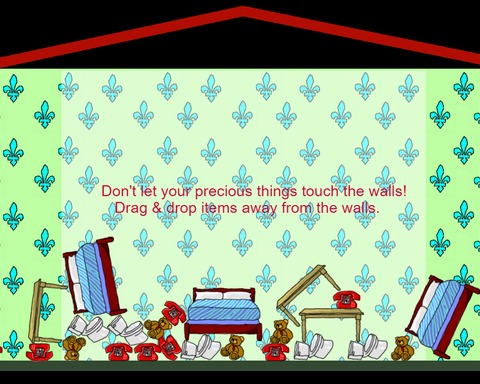 Don't let your precious things touch the walls!
Drag & drop items away from the walls.